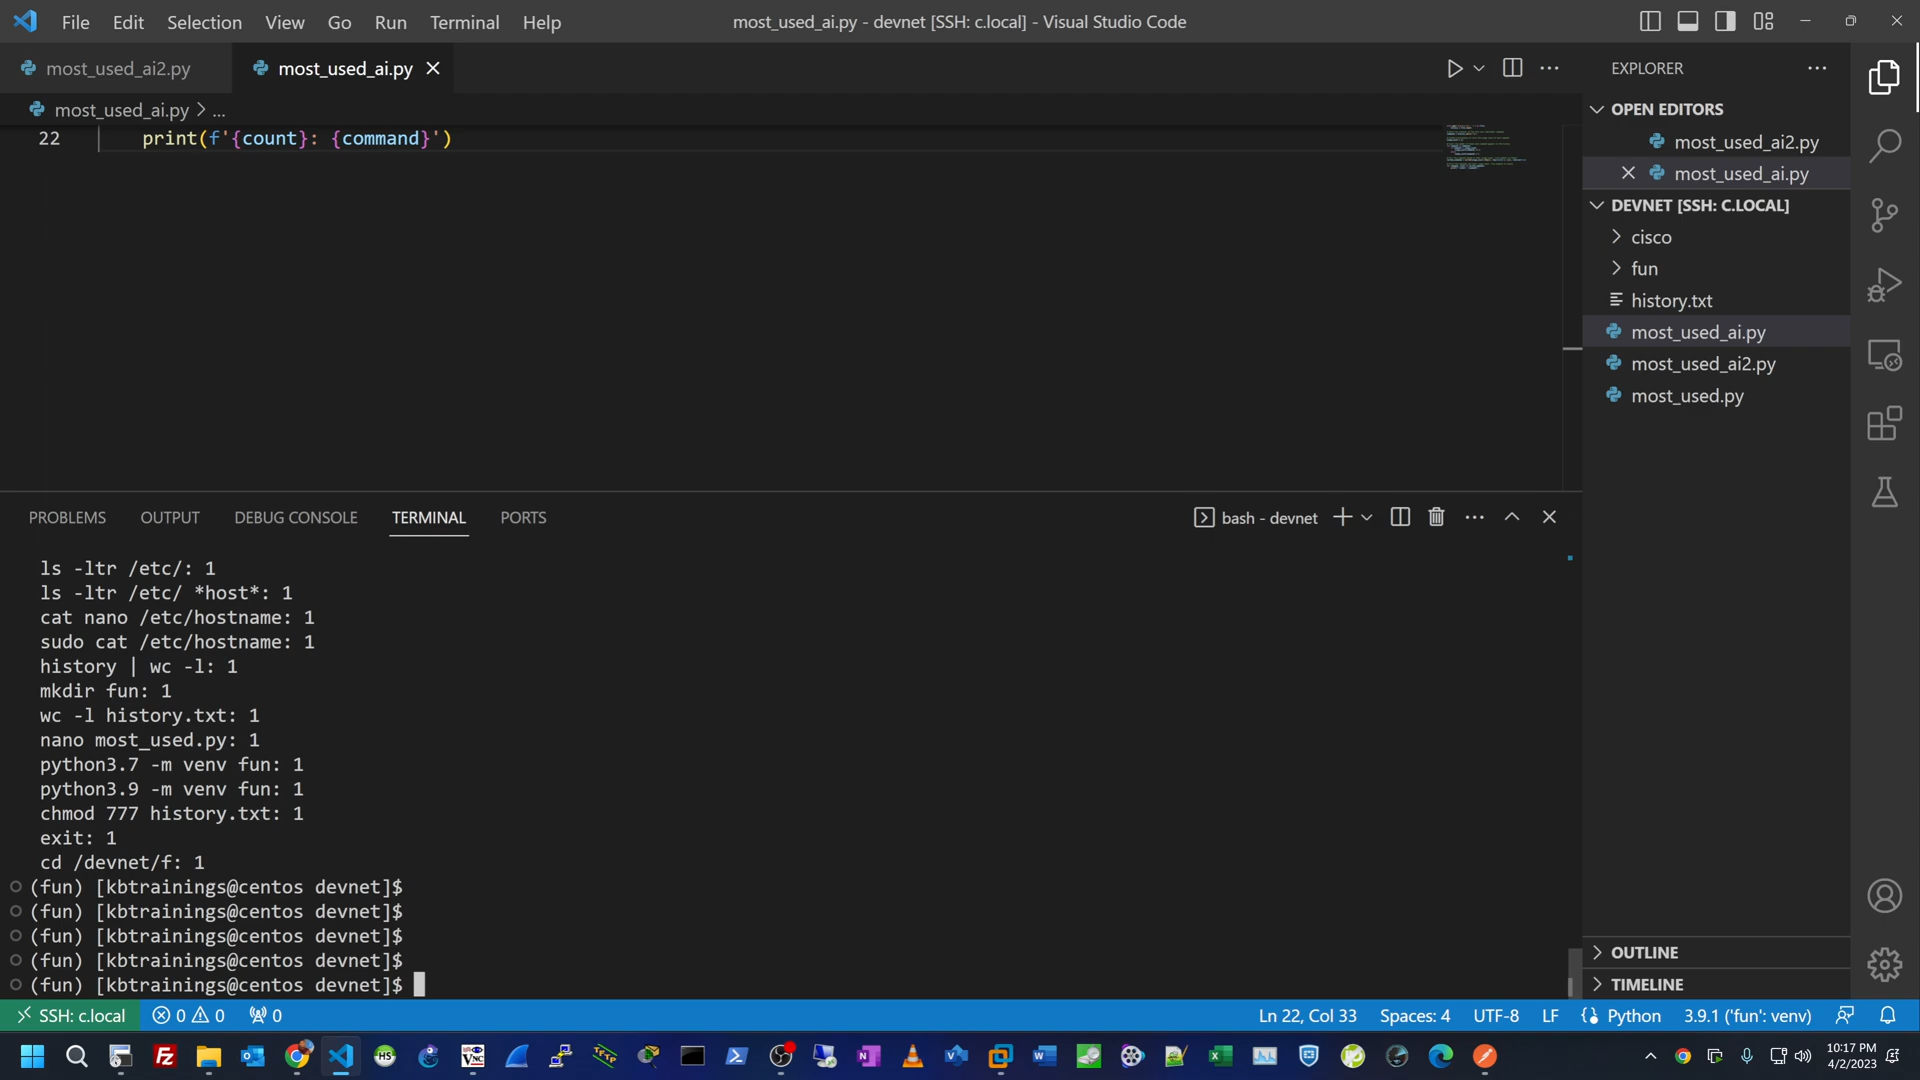 File Edit Selection View Go Run Terminal Help
most_used_ai.py - devnet [SSH: c.local] - Visual Studio Code
most_used_ai2.py
most_used_ai.py
most_used_ai.py > ...
22 print(f'{count}: {command}')
PROBLEMS OUTPUT DEBUG CONSOLE TERMINAL PORTS
bash - devnet
ls -ltr /etc/: 1
ls -ltr /etc/ *host*: 1
cat nano /etc/hostname: 1
sudo cat /etc/hostname: 1
history | wc -l: 1
mkdir fun: 1
wc -l history.txt: 1
nano most_used.py: 1
python3.7 -m venv fun: 1
python3.9 -m venv fun: 1
chmod 777 history.txt: 1
exit: 1
cd /devnet/f: 1
(fun) [kbtrainings@centos devnet]$
(fun) [kbtrainings@centos devnet]$
(fun) [kbtrainings@centos devnet]$
(fun) [kbtrainings@centos devnet]$
(fun) [kbtrainings@centos devnet]$
EXPLORER
OPEN EDITORS
most_used_ai2.py
most_used_ai.py
DEVNET [SSH: C.LOCAL]
cisco
fun
history.txt
most_used_ai.py
most_used_ai2.py
most_used.py
OUTLINE
TIMELINE
SSH: c.local 0 0 0
Ln 22, Col 33 Spaces: 4 UTF-8 LF Python 3.9.1 ('fun': venv)
10:17 PM
4/2/2023